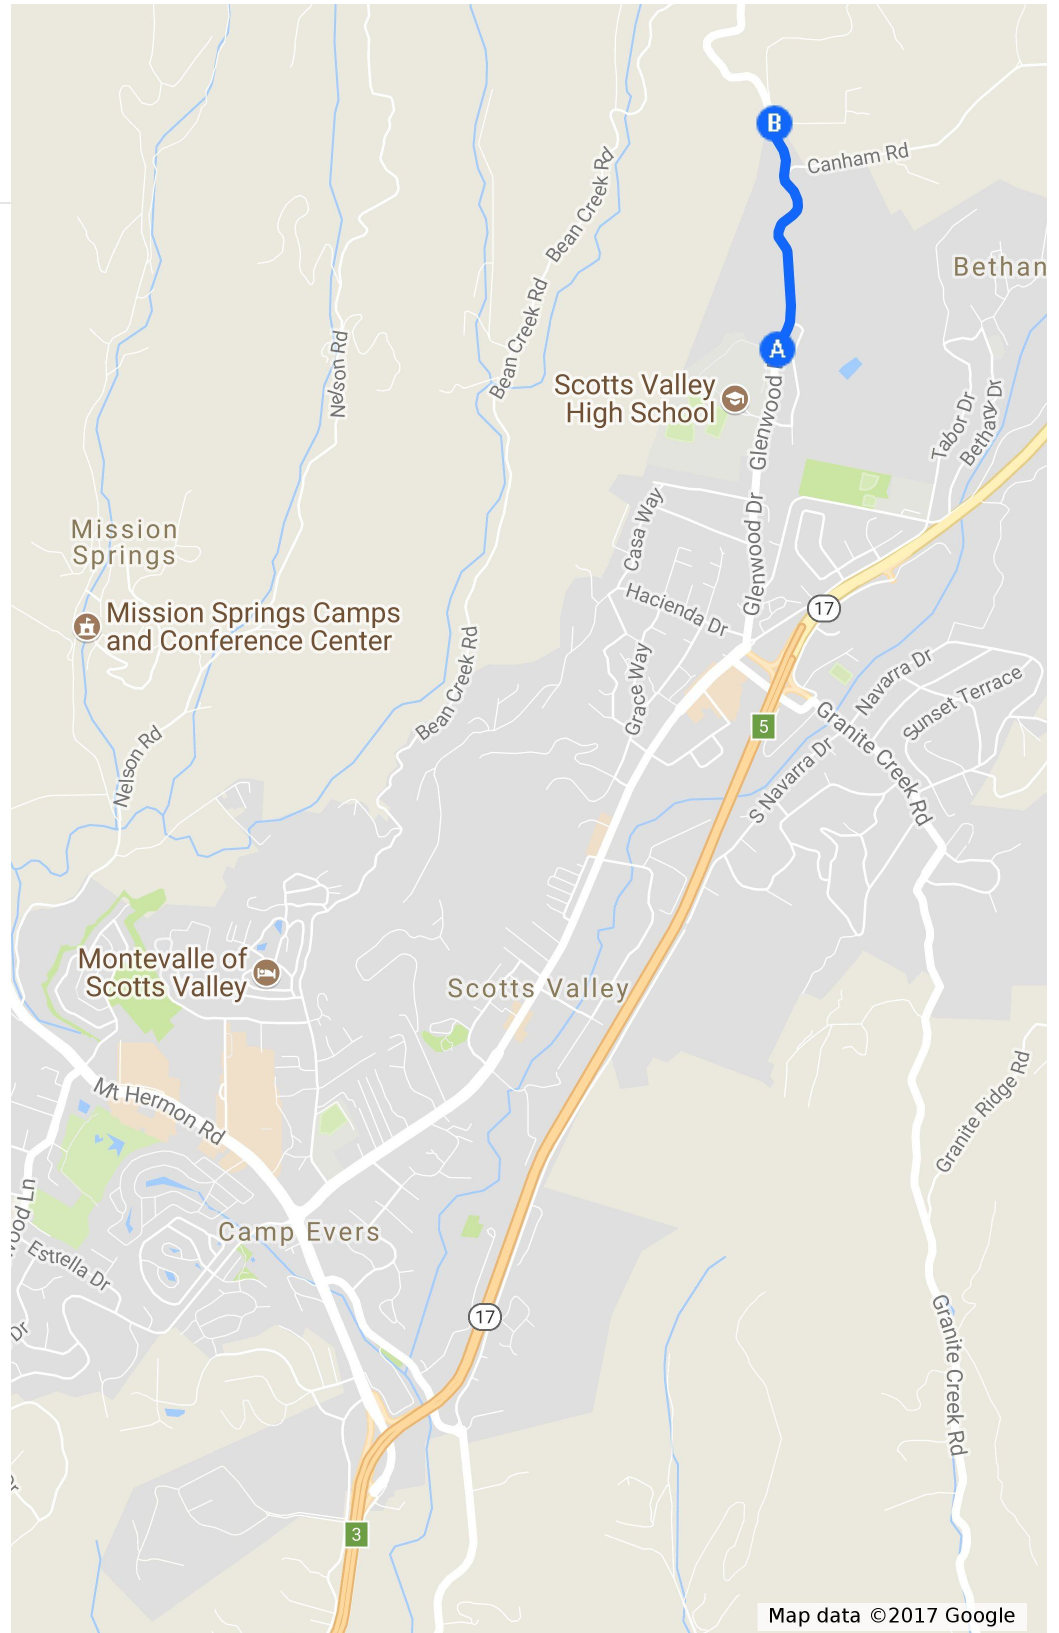 B
Canham Rd
Bean Creek Rd
Bethan
Bean Creek Rd
Nelson Rd
A
Scotts Valley
High School
Glenwood
Tabor Dr
Bethany Dr
Casa Way
Glenwood Dr
Mission
Springs
Mission Springs Camps
and Conference Center
Hacienda Dr
17
Bean Creek Rd
Grace Way
Navarra Dr
Sunset Terrace
5
Granite Creek Rd
S Navarra Dr
Nelson Rd
Montevalle of
Scotts Valley
Scotts Valley
Mt Hermon Rd
Granite Ridge Rd
wood Ln
Camp Evers
Estrella Dr
17
Dr
Granite Creek Rd
3
Map data ©2017 Google